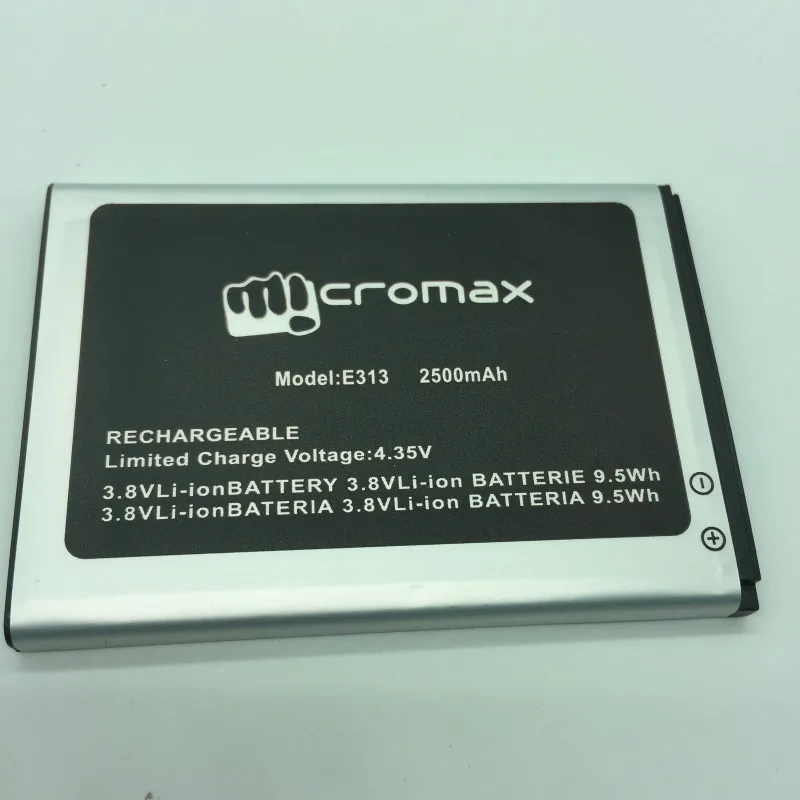 micromax
Model:E313 2500mAh
RECHARGEABLE
Limited Charge Voltage:4.35V
3.8VLi-ionBATTERY 3.8VLi-ion BATTERIE 9.5Wh
3.8VLi-ionBATERIA 3.8VLi-ion BATTERIA 9.5Wh